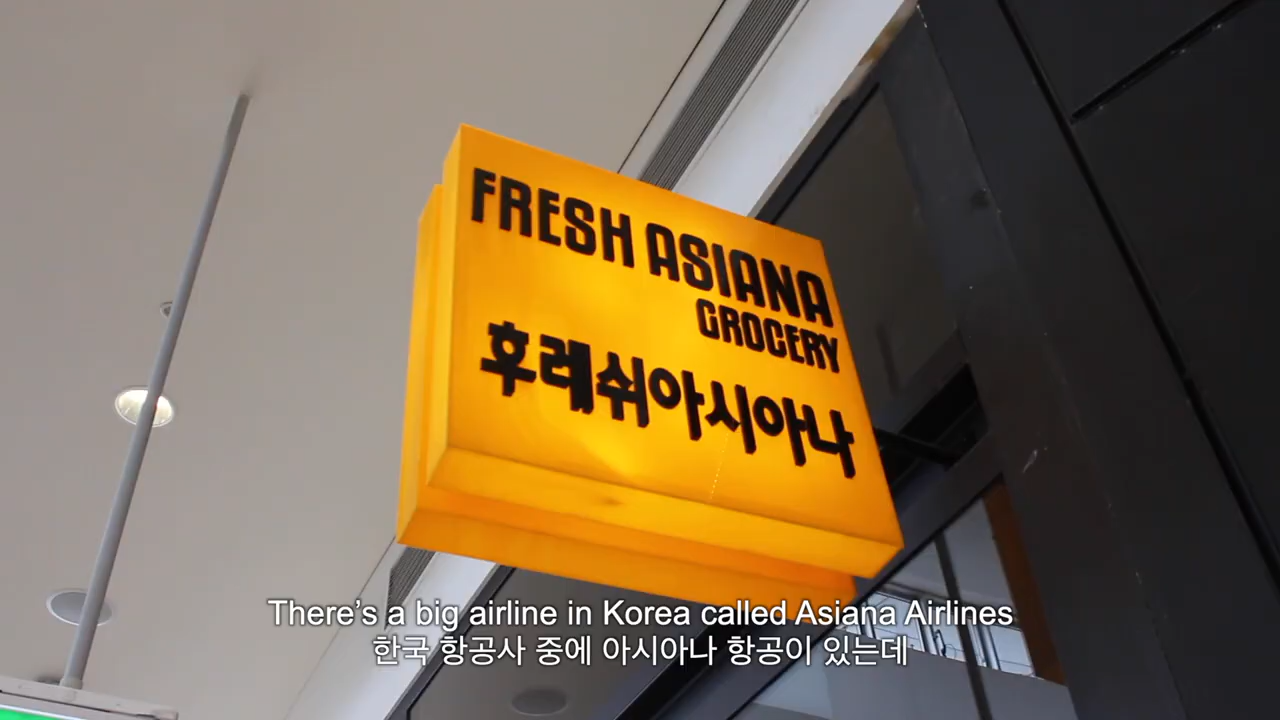 FRESH ASIANA
GROCERY
후레쉬아시아나
There's a big airline in Korea called Asiana Airlines
한국 항공사 중에 아시아나 항공이 있는데